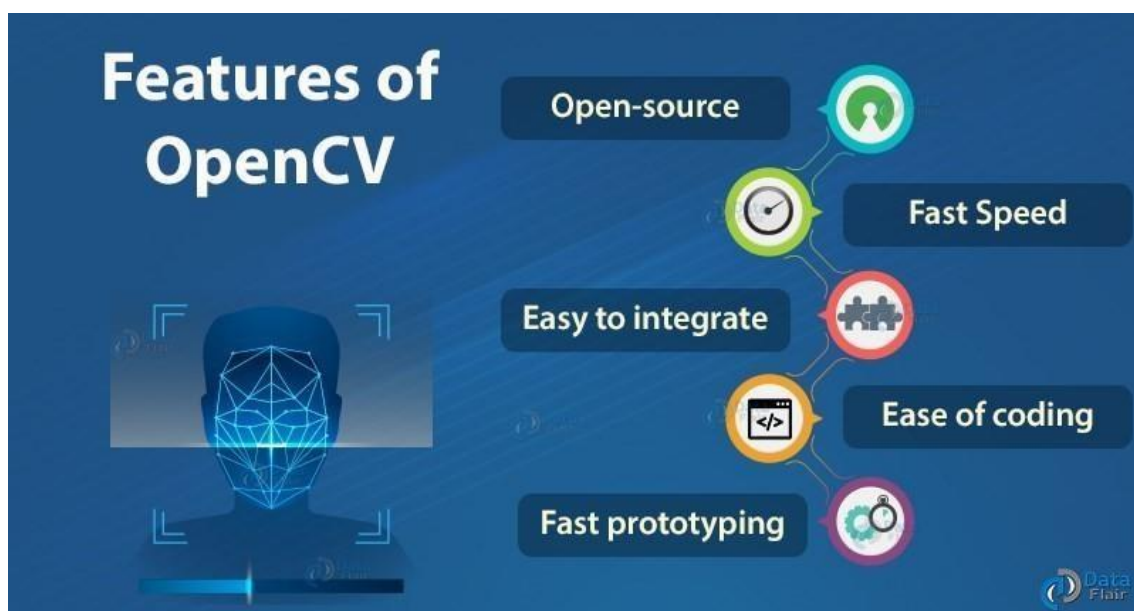 Features of
OpenCV
Open-source
Fast Speed
Easy to integrate
</>
Ease of coding
Fast prototyping
Data
Flair